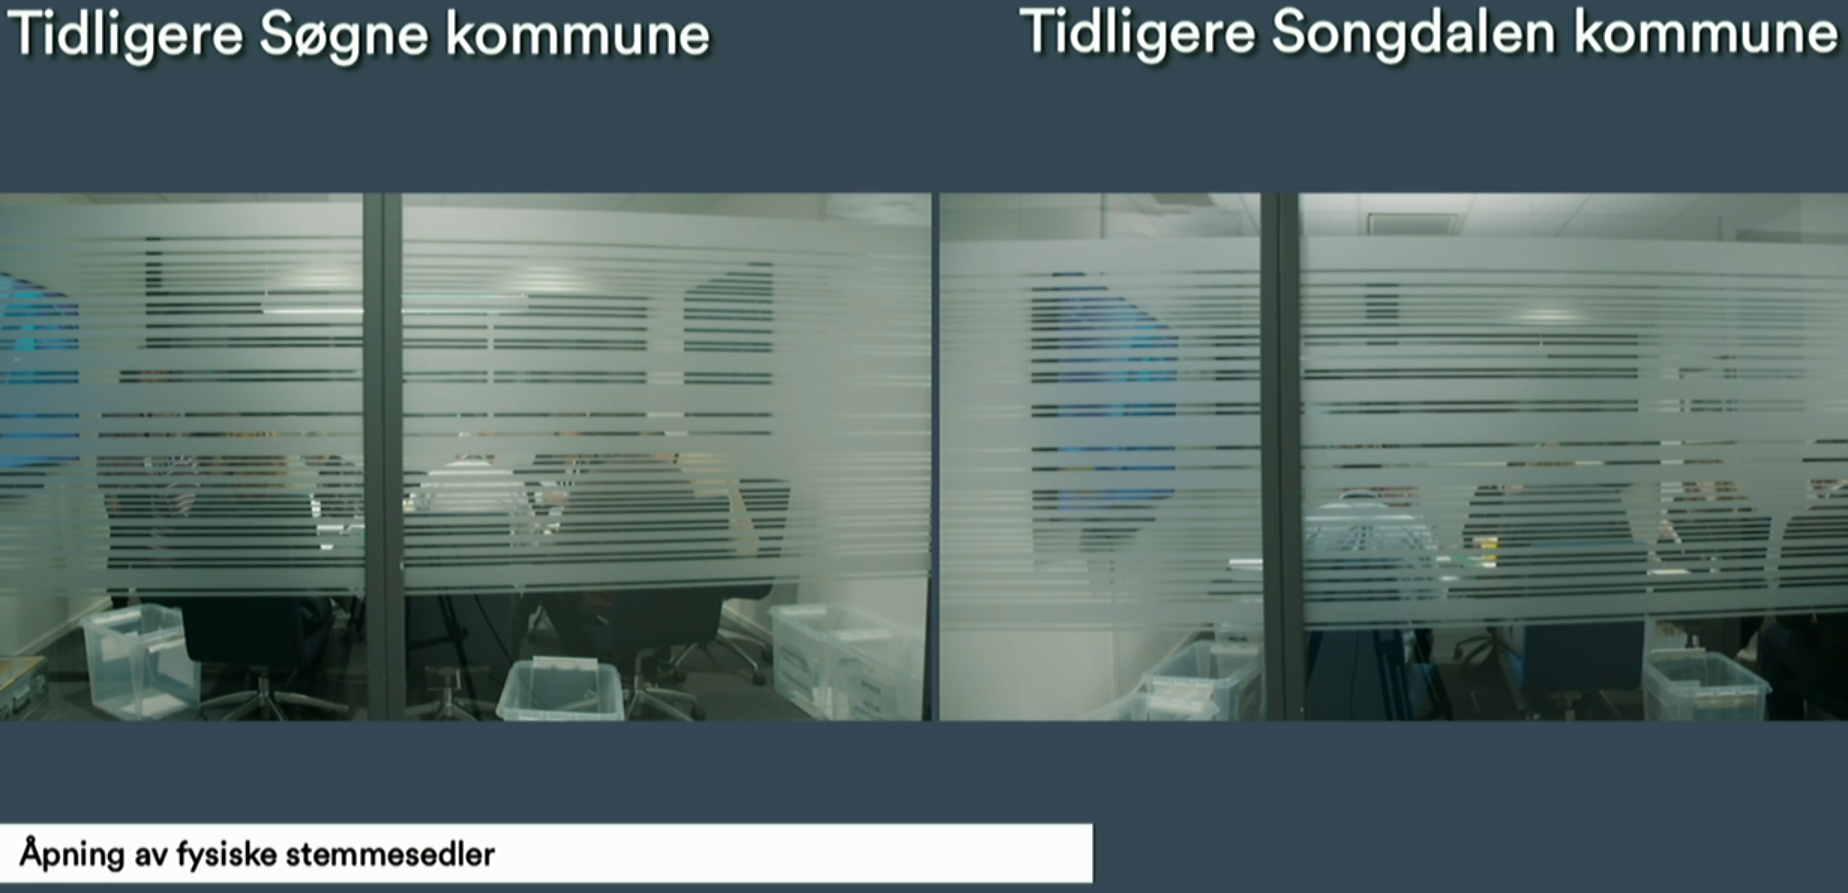 Tidligere Søgne kommune
Tidligere Songdalen kommune
Åpning av fysiske stemmesedler